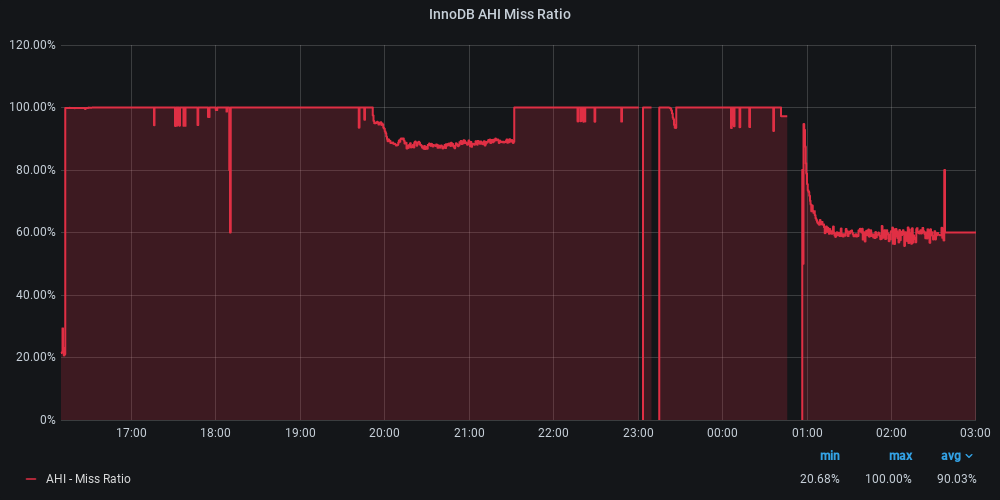 InnoDB AHI Miss Ratio
120.00%
100.00%
80.00%
60.00%
40.00%
20.00%
0%
17:00 18:00 19:00 20:00 21:00 22:00 23:00 00:00 01:00 02:00 03:00
min max avg
AHI - Miss Ratio 20.68% 100.00% 90.03%